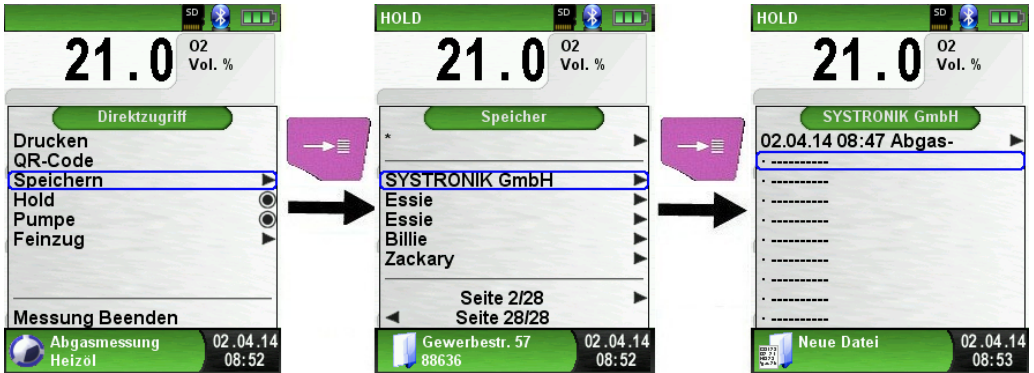 SD
21.0 O2
Vol. %
Direktzugriff
Drucken
QR-Code
Speichern
Hold
Pumpe
Feinzug
Messung Beenden
Abgasmessung 02.04.14
Heizöl 08:52
HOLD SD
21.0 O2
Vol. %
Speicher
*
SYSTRONIK GmbH
Essie
Essie
Billie
Zackary
Seite 2/28
Seite 28/28
Gewerbestr. 57 02.04.14
88636 08:52
HOLD SD
21.0 O2
Vol. %
SYSTRONIK GmbH
02.04.14 08:47 Abgas-
· ----------
· ----------
· ----------
· ----------
· ----------
· ----------
· ----------
· ----------
· ----------
Neue Datei 02.04.14
08:53